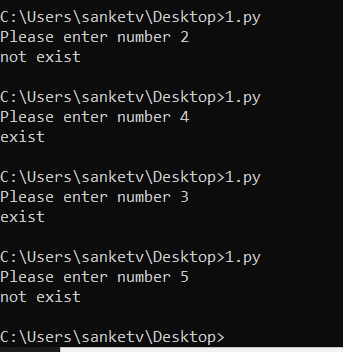 C:\Users\sanketv\Desktop>1.py
Please enter number 2
not exist
C:\Users\sanketv\Desktop>1.py
Please enter number 4
exist
C:\Users\sanketv\Desktop>1.py
Please enter number 3
exist
C:\Users\sanketv\Desktop>1.py
Please enter number 5
not exist
C:\Users\sanketv\Desktop>